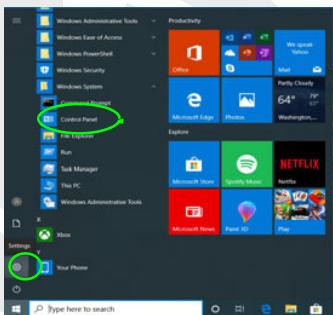 Windows Administrative Tools
Windows Ease of Access
Windows PowerShell
Windows Security
Windows System
Command Prompt
Control Panel
File Explorer
Run
Task Manager
This PC
Windows Administrative Tools
X
Xbox
Y
Your Phone
Settings
Type here to search
Productivity
Office
We speak
Yahoo
Mail
Microsoft Edge
Photos
Partly Cloudy
64°
79°
63°
Washington,...
Explore
Microsoft Store
Spotify Music
NETFLIX
Netflix
Microsoft News
Paint 3D
Play